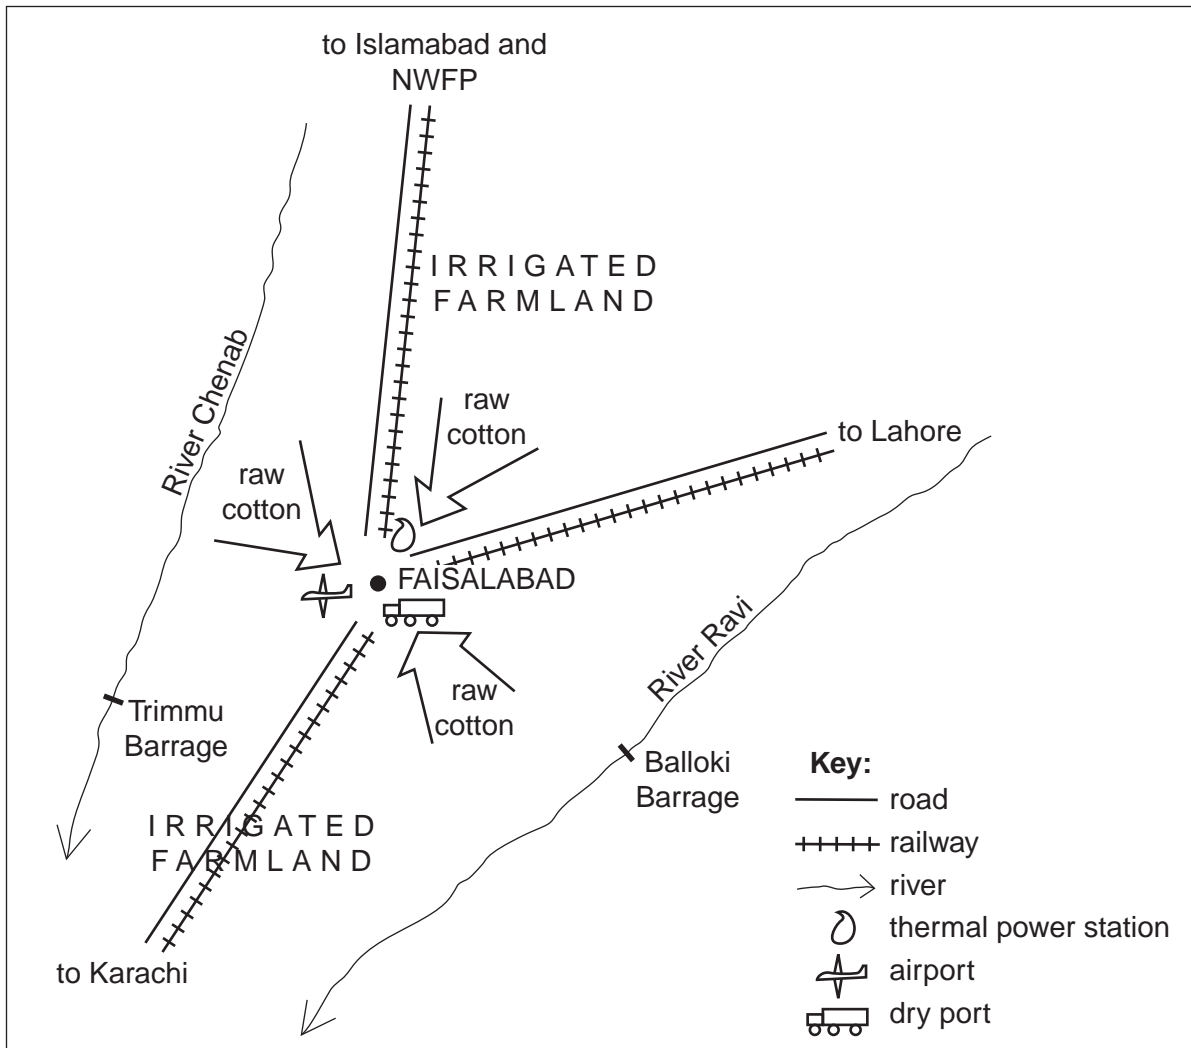 to Islamabad and
NWFP
IRRIGATED
FARMLAND
River Chenab
raw
cotton
to Lahore
raw
cotton
FAISALABAD
River Ravi
raw
cotton
Trimmu
Barrage
Balloki
Barrage
IRRIGATED
FARMLAND
to Karachi
Key:
road
railway
river
thermal power station
airport
dry port